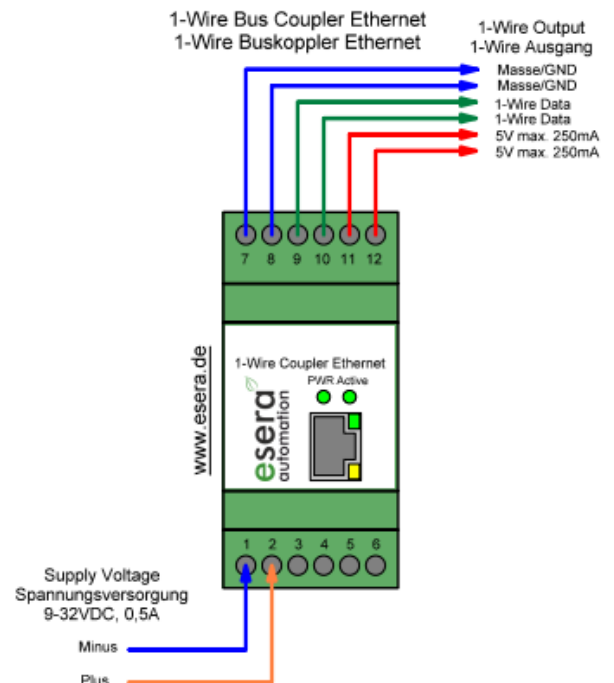 1-Wire Bus Coupler Ethernet
1-Wire Buskoppler Ethernet
1-Wire Output
1-Wire Ausgang
Masse/GND
Masse/GND
1-Wire Data
1-Wire Data
5V max. 250mA
5V max. 250mA
7 8 9 10 11 12
1-Wire Coupler Ethernet
PWR Active
www.esera.de
esera
automation
1 2 3 4 5 6
Supply Voltage
Spannungsversorgung
9-32VDC, 0,5A
Minus
Plus